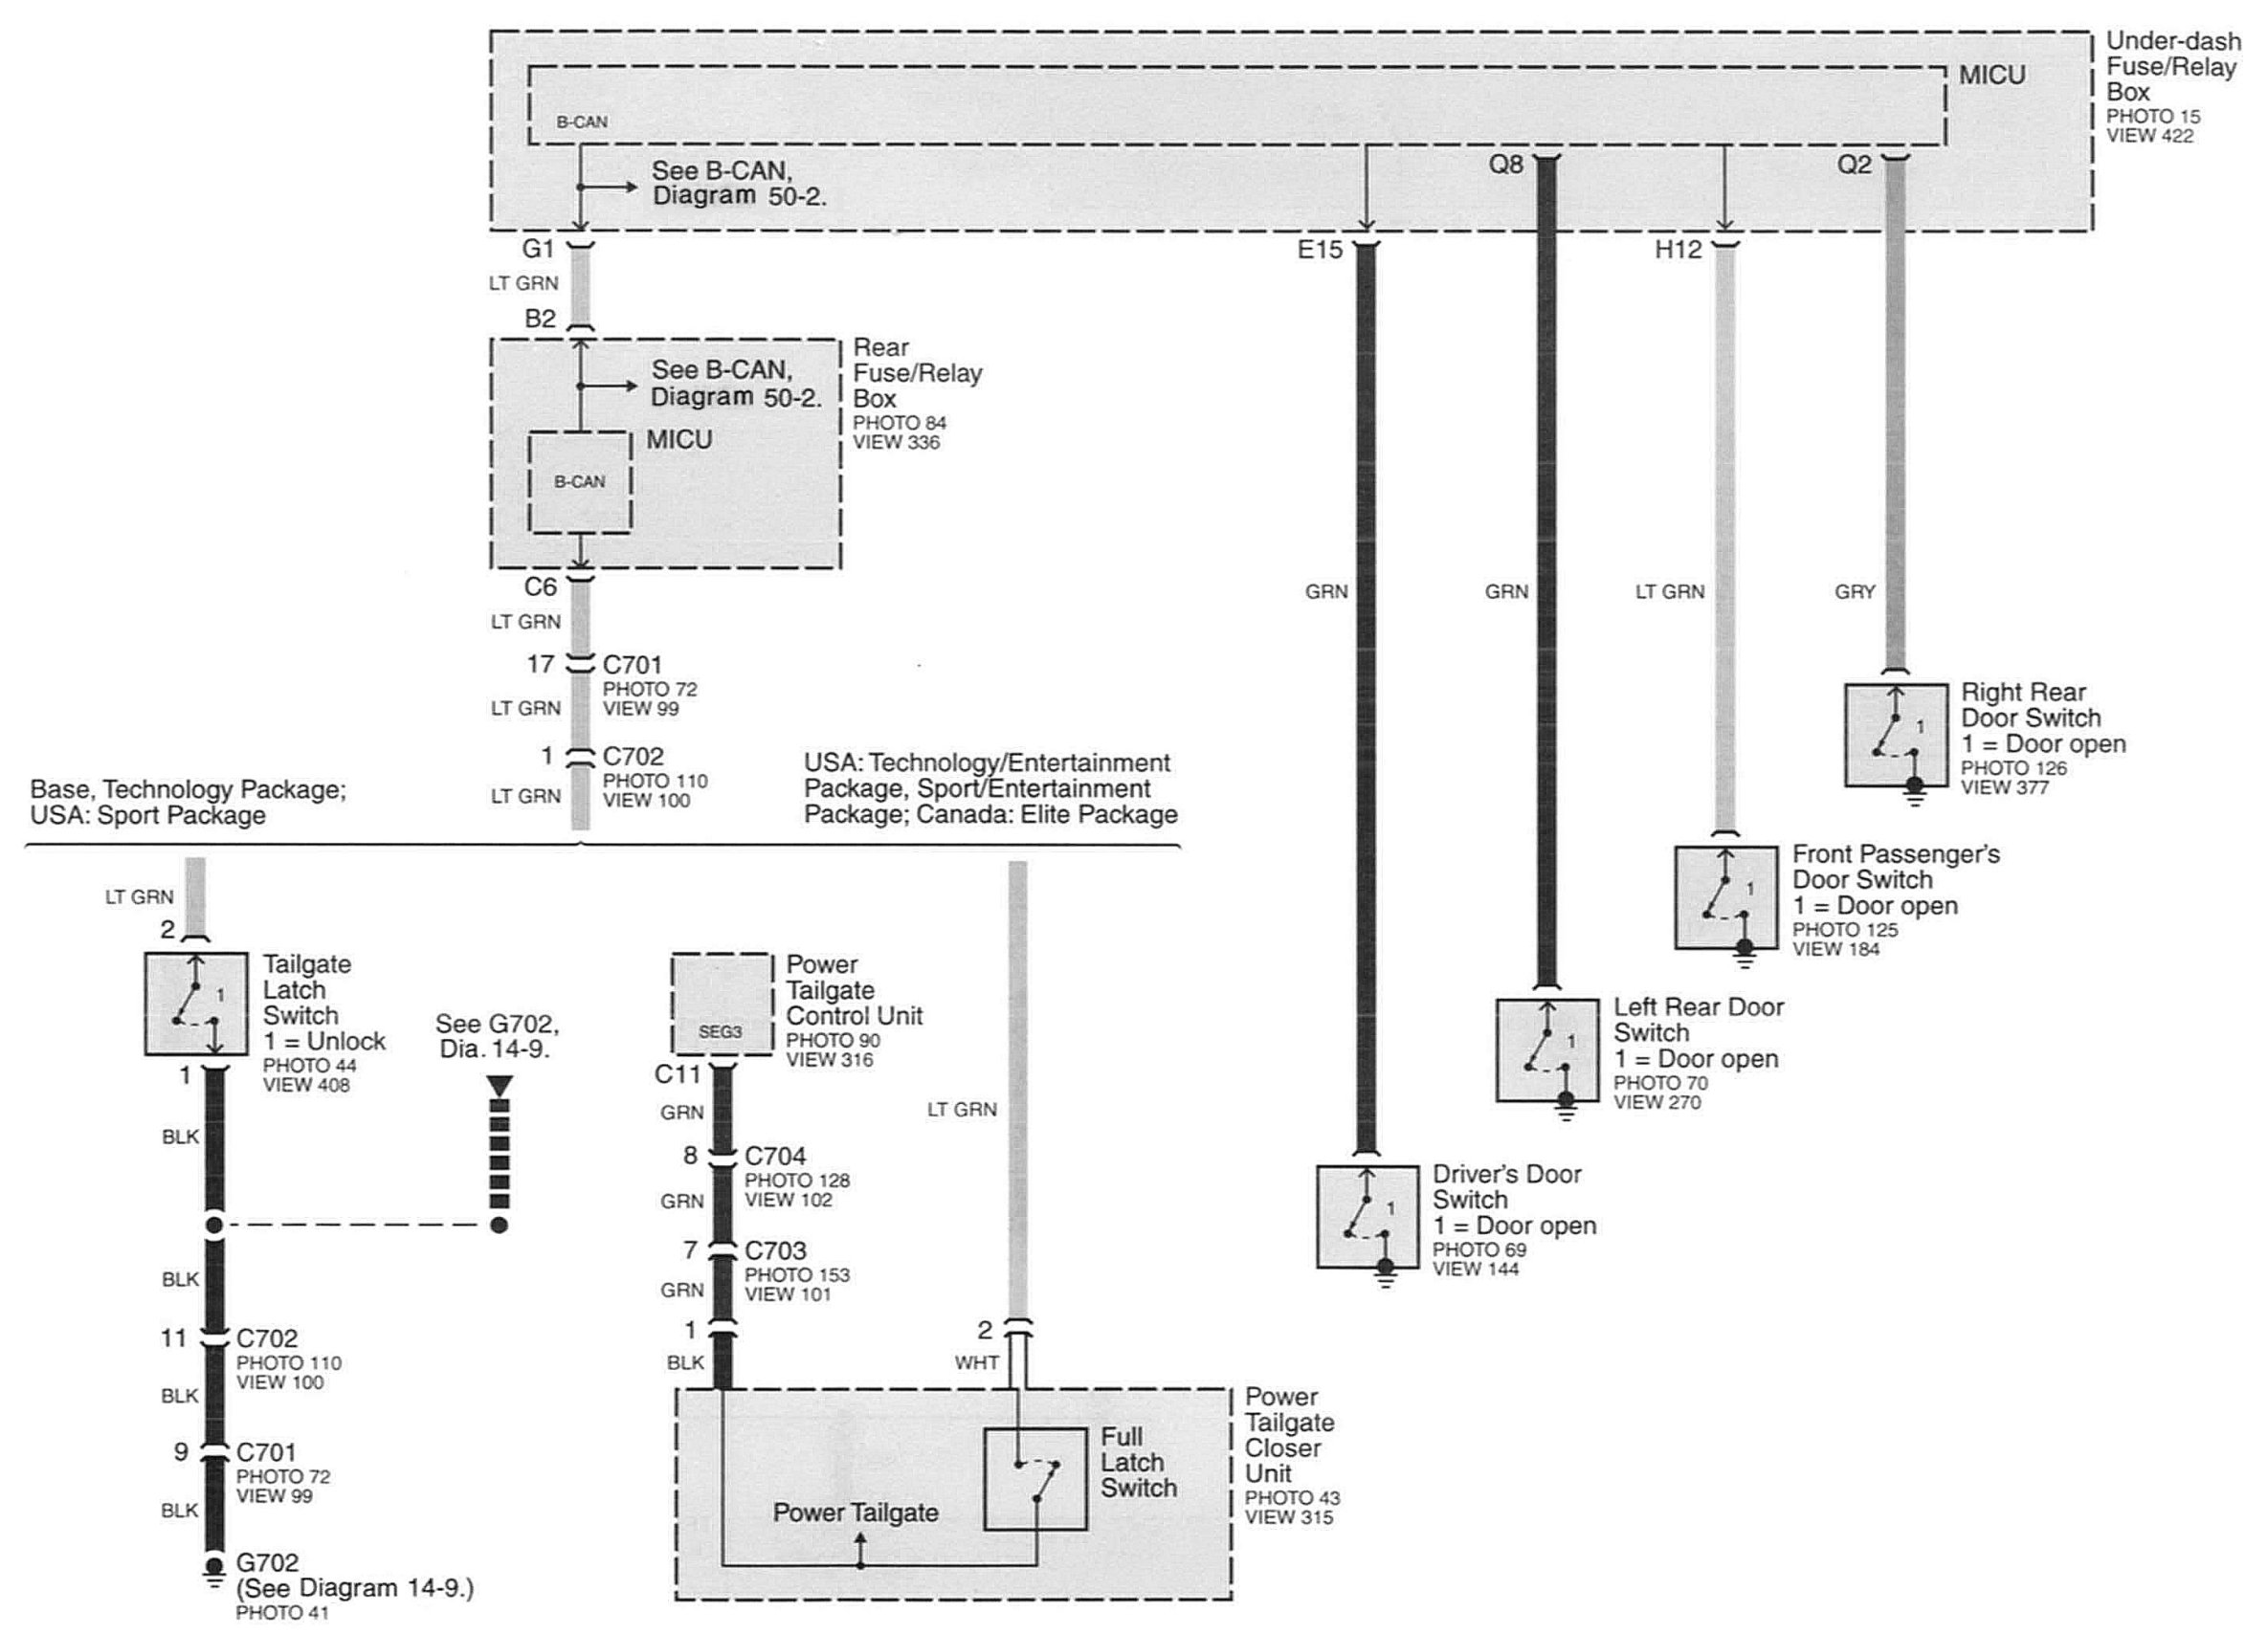 Under-dash
Fuse/Relay
Box
PHOTO 15
VIEW 422
MICU
B-CAN
See B-CAN,
Diagram 50-2.
Q8
Q2
G1
E15
H12
LT GRN
B2
Rear
Fuse/Relay
Box
PHOTO 84
VIEW 336
See B-CAN,
Diagram 50-2.
MICU
B-CAN
C6
LT GRN
GRN
GRN
LT GRN
GRY
17
C701
PHOTO 72
VIEW 99
LT GRN
1
C702
PHOTO 110
VIEW 100
LT GRN
Right Rear
Door Switch
1 = Door open
PHOTO 126
VIEW 377
1
Base, Technology Package;
USA: Sport Package
USA: Technology/Entertainment
Package, Sport/Entertainment
Package; Canada: Elite Package
Front Passenger's
Door Switch
1 = Door open
PHOTO 125
VIEW 184
1
LT GRN
2
Tailgate
Latch
Switch
1 = Unlock
PHOTO 44
VIEW 408
1
1
BLK
See G702,
Dia. 14-9.
Power
Tailgate
Control Unit
PHOTO 90
VIEW 316
SEG3
C11
GRN
LT GRN
Left Rear Door
Switch
1 = Door open
PHOTO 70
VIEW 270
1
8
C704
PHOTO 128
VIEW 102
GRN
7
C703
PHOTO 153
VIEW 101
GRN
Driver's Door
Switch
1 = Door open
PHOTO 69
VIEW 144
1
BLK
11
C702
PHOTO 110
VIEW 100
BLK
9
C701
PHOTO 72
VIEW 99
BLK
G702
(See Diagram 14-9.)
PHOTO 41
1
BLK
2
WHT
Power
Tailgate
Closer
Unit
PHOTO 43
VIEW 315
Full
Latch
Switch
Power Tailgate